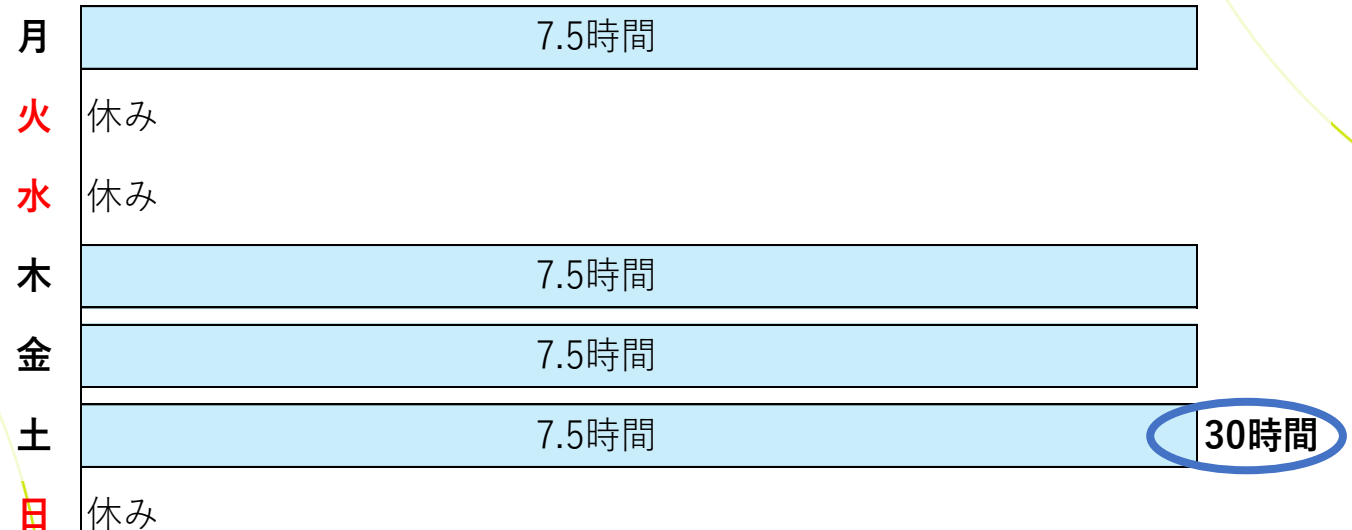 月 7.5時間
火 休み
水 休み
木 7.5時間
金 7.5時間
土 7.5時間 30時間
日 休み